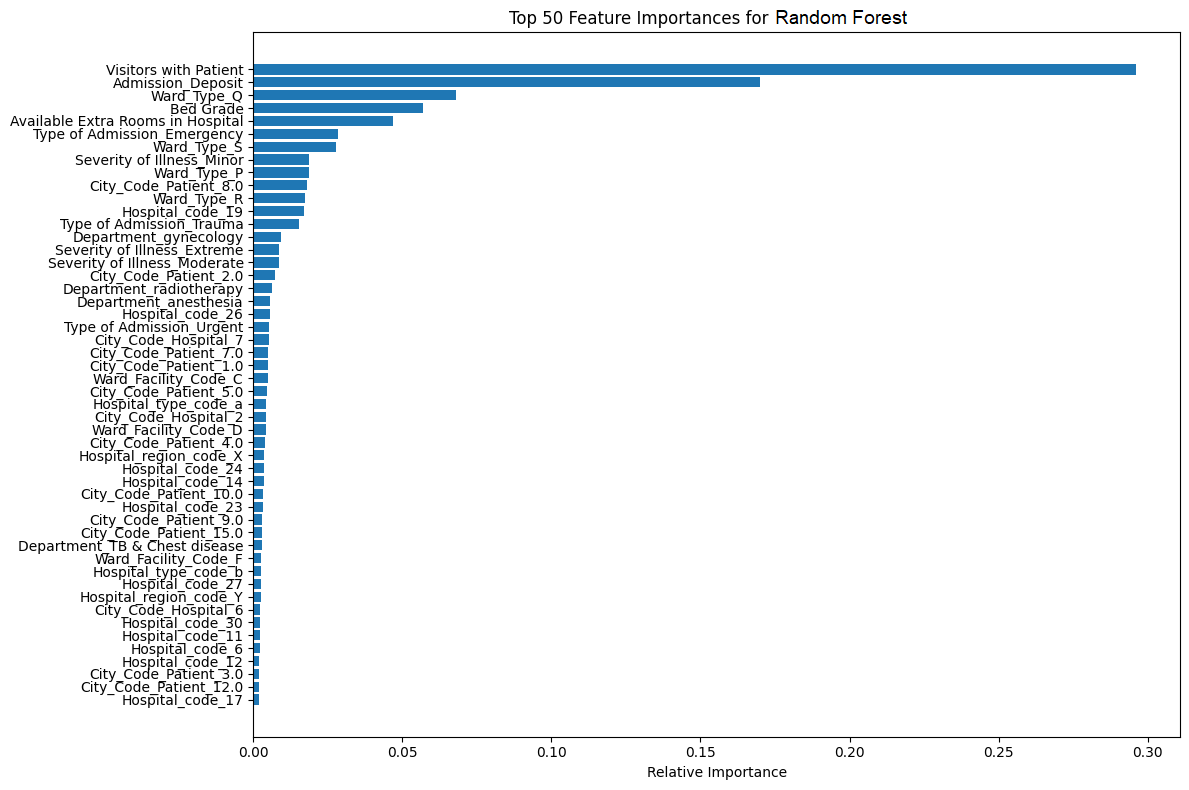 Top 50 Feature Importances for Random Forest
Visitors with Patient
Admission_Deposit
Ward_Type_Q
Bed Grade
Available Extra Rooms in Hospital
Type of Admission_Emergency
Ward_Type_S
Severity of Illness_Minor
Ward_Type_P
City_Code_Patient_8.0
Ward_Type_R
Hospital_code_19
Type of Admission_Trauma
Department_gynecology
Severity of Illness_Extreme
Severity of Illness_Moderate
City_Code_Patient_2.0
Department_radiotherapy
Department_anesthesia
Hospital_code_26
Type of Admission_Urgent
City_Code_Hospital_7
City_Code_Patient_7.0
City_Code_Patient_1.0
Ward_Facility_Code_C
City_Code_Patient_5.0
Hospital_type_code_a
City_Code_Hospital_2
Ward_Facility_Code_D
City_Code_Patient_4.0
Hospital_region_code_X
Hospital_code_24
Hospital_code_14
City_Code_Patient_10.0
Hospital_code_23
City_Code_Patient_9.0
City_Code_Patient_15.0
Department_TB & Chest disease
Ward_Facility_Code_F
Hospital_type_code_b
Hospital_code_27
Hospital_region_code_Y
City_Code_Hospital_6
Hospital_code_30
Hospital_code_11
Hospital_code_6
Hospital_code_12
City_Code_Patient_3.0
City_Code_Patient_12.0
Hospital_code_17
0.00 0.05 0.10 0.15 0.20 0.25 0.30
Relative Importance